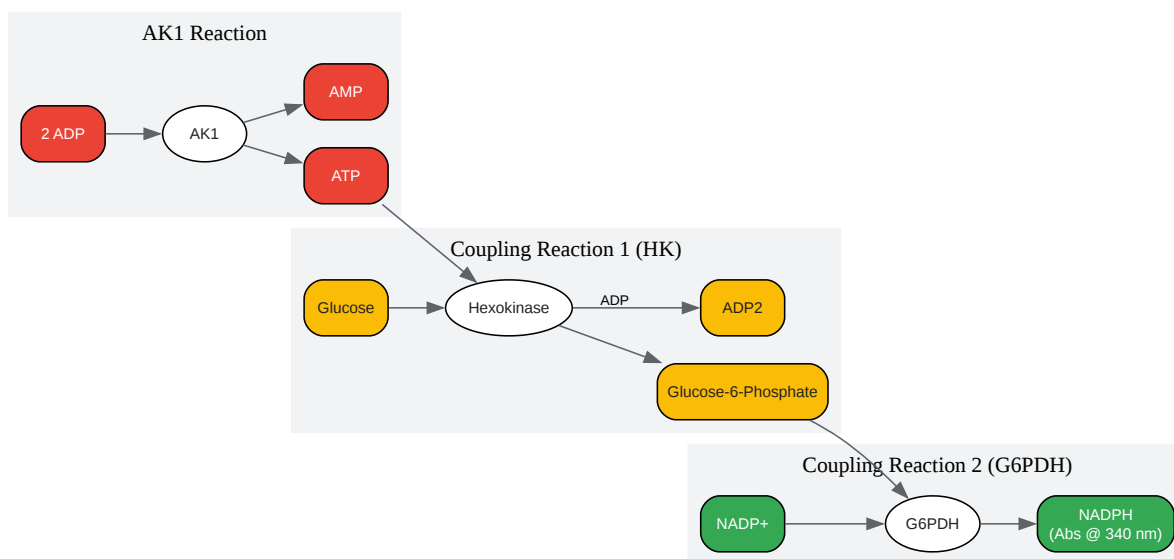 AK1 Reaction
2 ADP
AK1
AMP
ATP
Coupling Reaction 1 (HK)
Glucose
Hexokinase
ADP
ADP2
Glucose-6-Phosphate
Coupling Reaction 2 (G6PDH)
NADP+
G6PDH
NADPH
(Abs @ 340 nm)